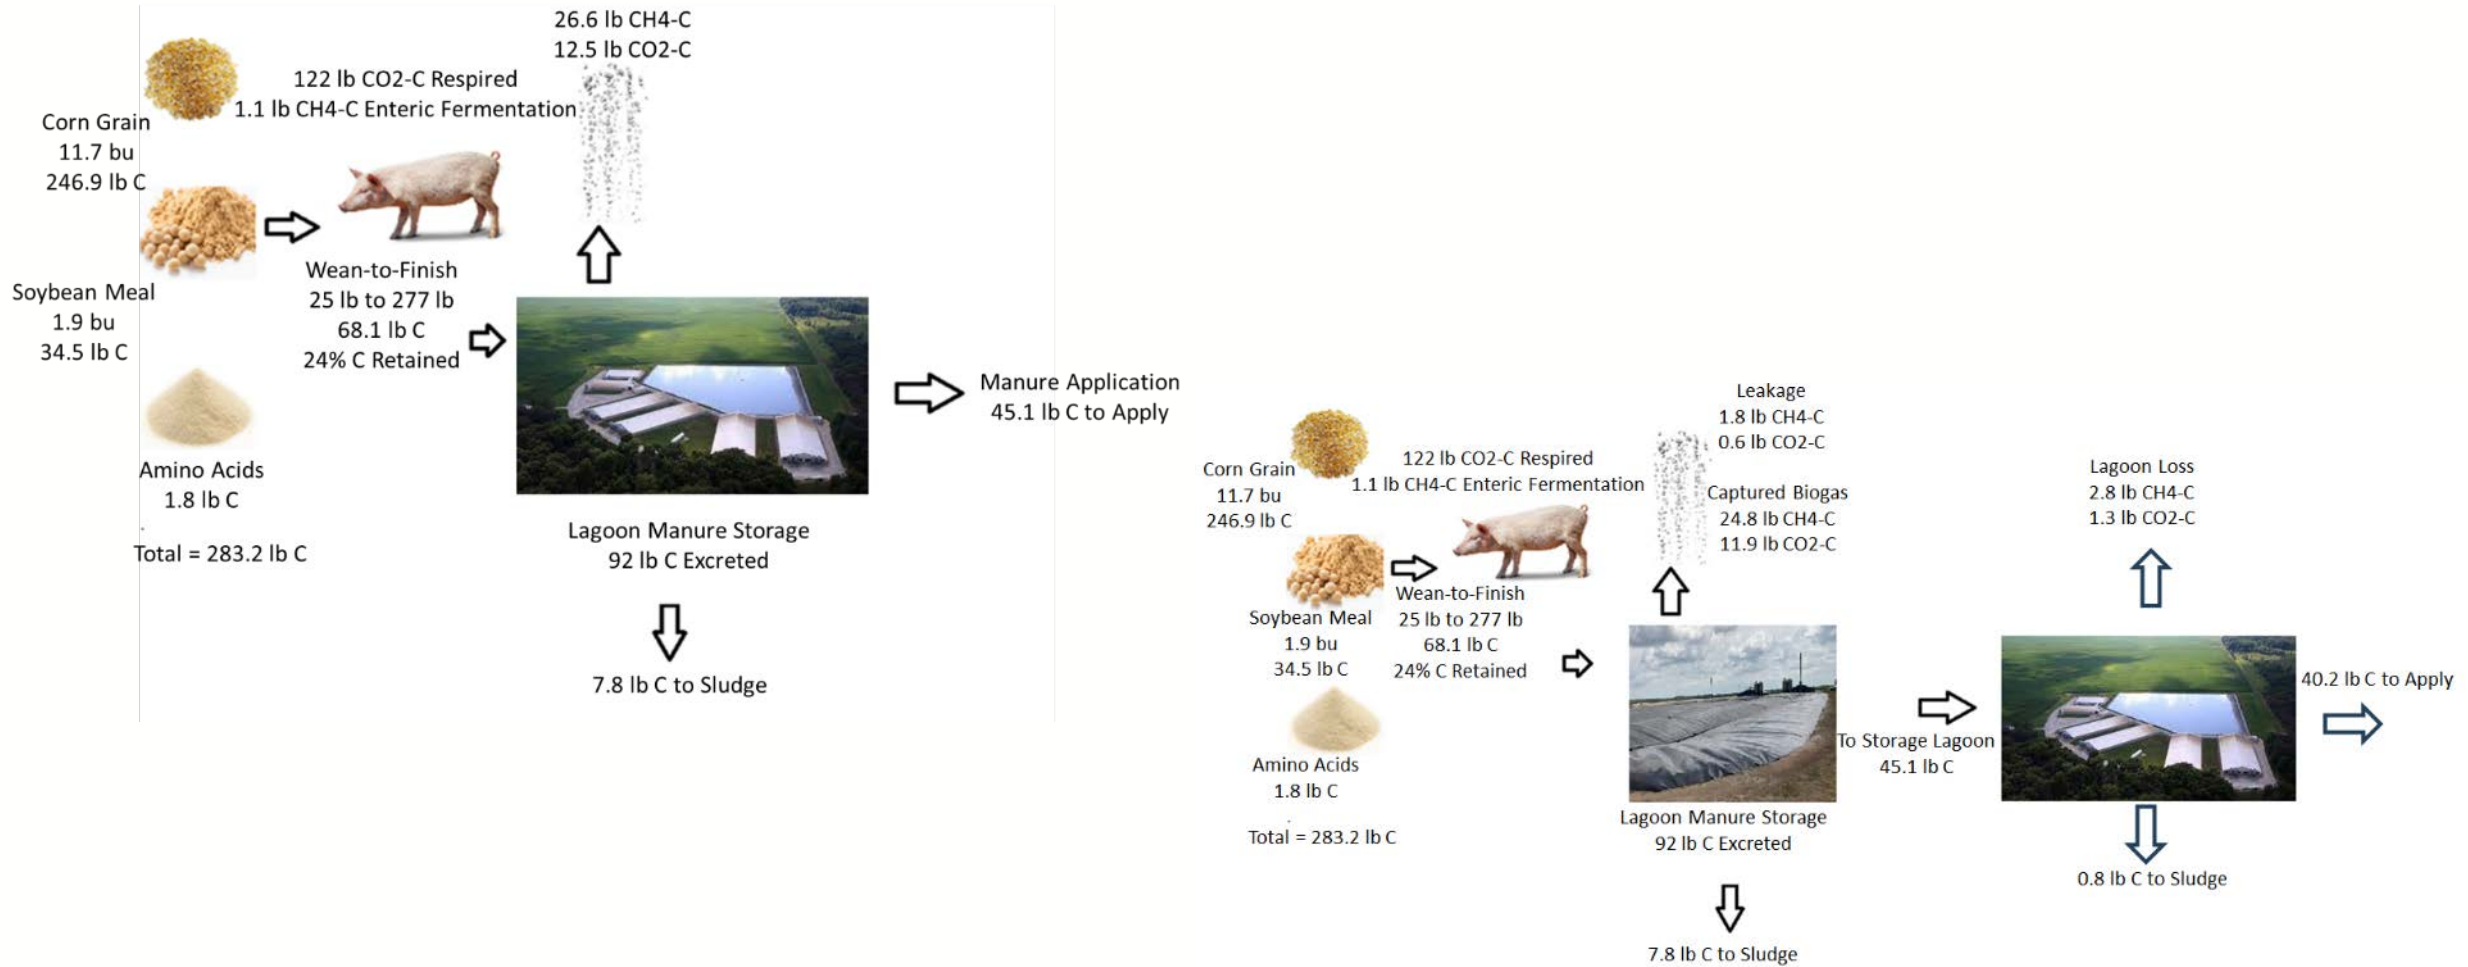 26.6 lb CH4-C
12.5 lb CO2-C
122 lb CO2-C Respired
1.1 lb CH4-C Enteric Fermentation
Corn Grain
11.7 bu
246.9 lb C
Soybean Meal
1.9 bu
34.5 lb C
Wean-to-Finish
25 lb to 277 lb
68.1 lb C
24% C Retained
Amino Acids
1.8 lb C
Total = 283.2 lb C
Lagoon Manure Storage
92 lb C Excreted
7.8 lb C to Sludge
Manure Application
45.1 lb C to Apply
Leakage
1.8 lb CH4-C
0.6 lb CO2-C
122 lb CO2-C Respired
1.1 lb CH4-C Enteric Fermentation
Captured Biogas
24.8 lb CH4-C
11.9 lb CO2-C
Corn Grain
11.7 bu
246.9 lb C
Soybean Meal
1.9 bu
34.5 lb C
Wean-to-Finish
25 lb to 277 lb
68.1 lb C
24% C Retained
Amino Acids
1.8 lb C
Total = 283.2 lb C
Lagoon Manure Storage
92 lb C Excreted
7.8 lb C to Sludge
To Storage Lagoon
45.1 lb C
Lagoon Loss
2.8 lb CH4-C
1.3 lb CO2-C
40.2 lb C to Apply
0.8 lb C to Sludge